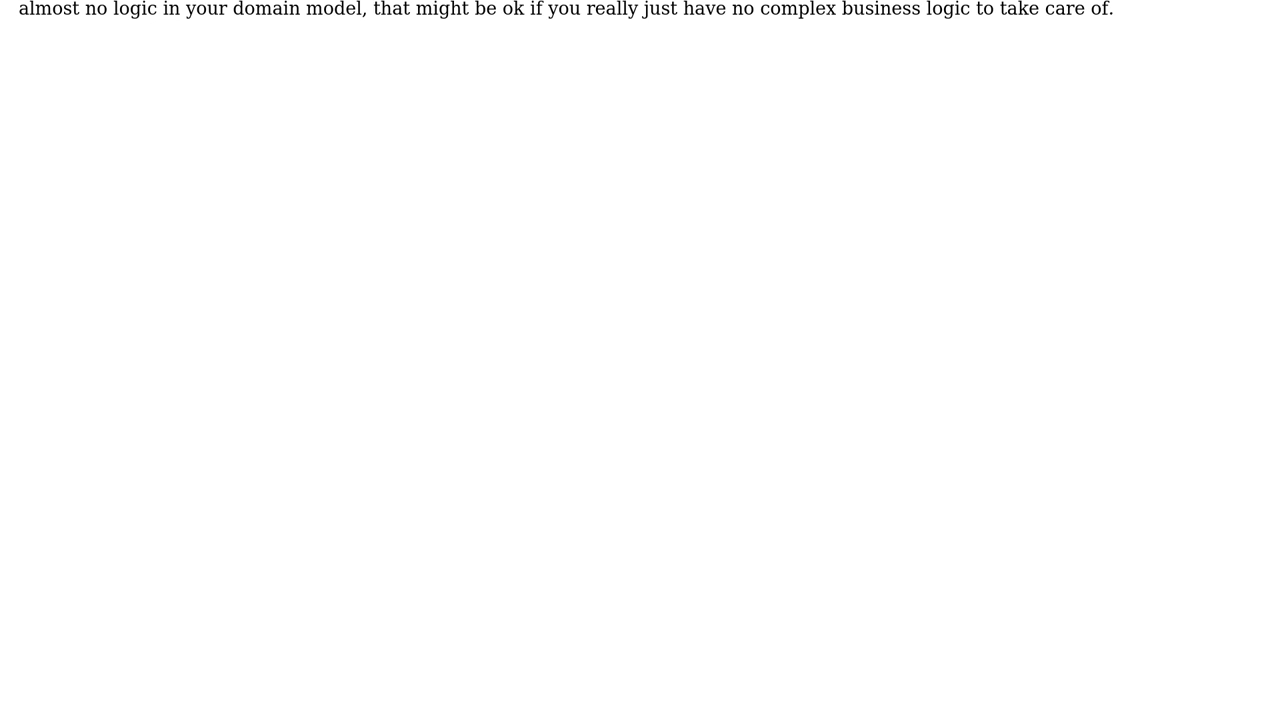 almost no logic in your domain model, that might be ok if you really just have no complex business logic to take care of.